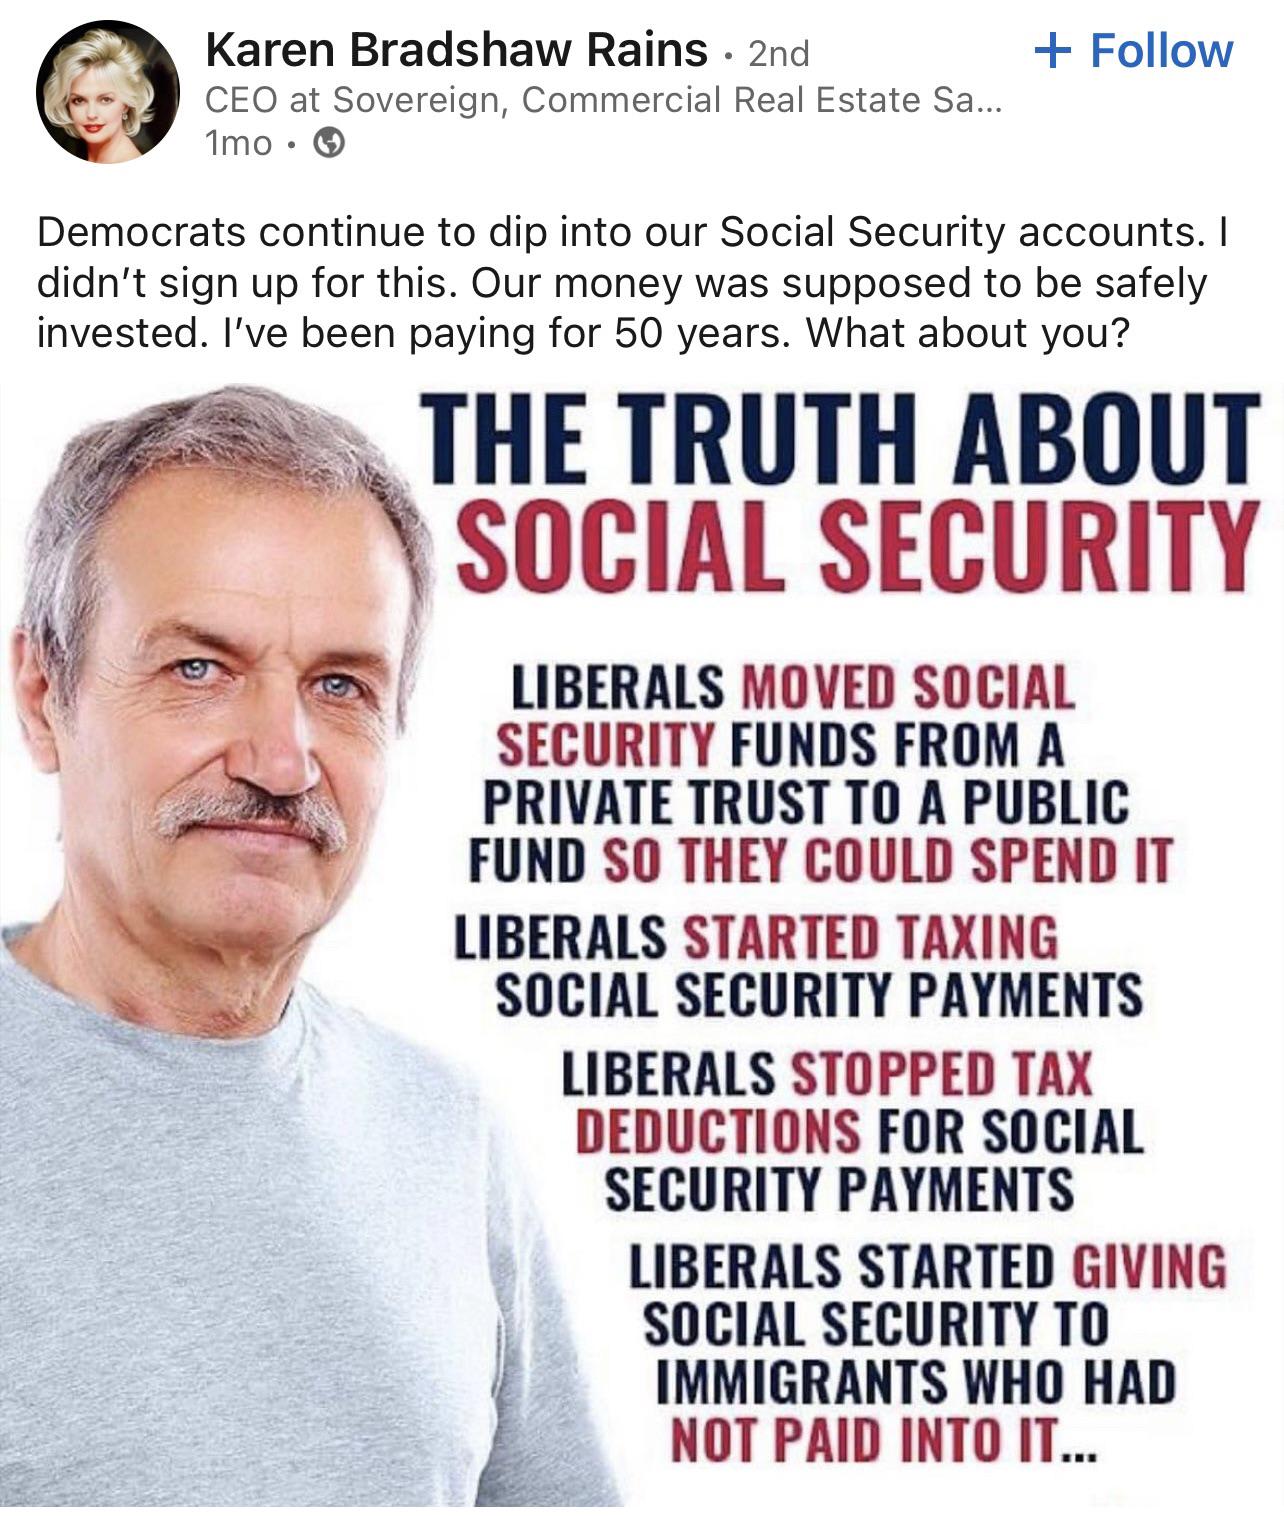 Karen Bradshaw Rains • 2nd
+ Follow
CEO at Sovereign, Commercial Real Estate Sa...
1mo •
Democrats continue to dip into our Social Security accounts. I
didn’t sign up for this. Our money was supposed to be safely
invested. I’ve been paying for 50 years. What about you?
THE TRUTH ABOUT
SOCIAL SECURITY
LIBERALS MOVED SOCIAL
SECURITY FUNDS FROM A
PRIVATE TRUST TO A PUBLIC
FUND SO THEY COULD SPEND IT
LIBERALS STARTED TAXING
SOCIAL SECURITY PAYMENTS
LIBERALS STOPPED TAX
DEDUCTIONS FOR SOCIAL
SECURITY PAYMENTS
LIBERALS STARTED GIVING
SOCIAL SECURITY TO
IMMIGRANTS WHO HAD
NOT PAID INTO IT...